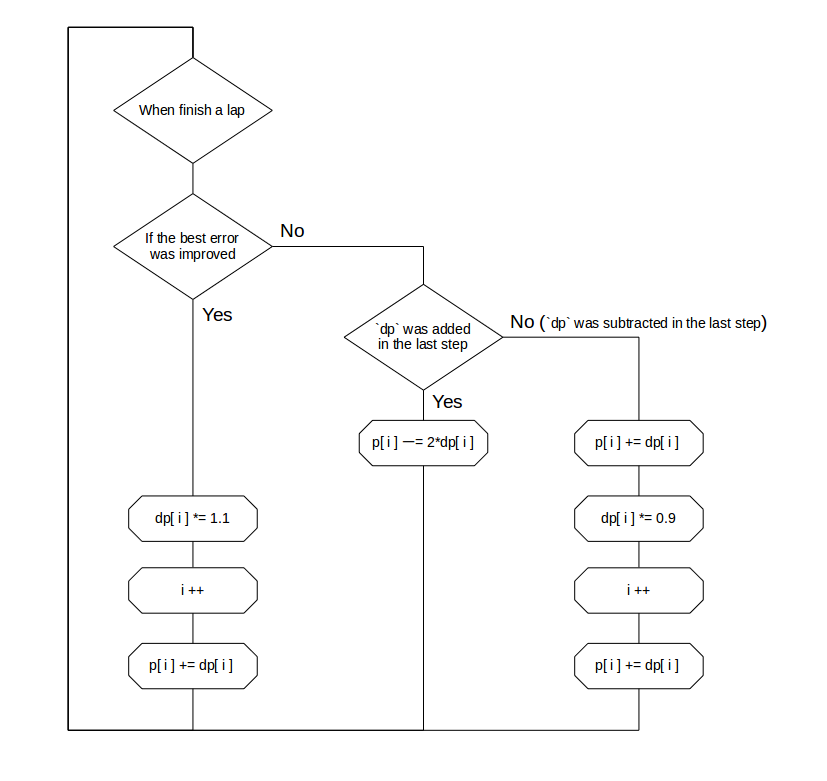 When finish a lap
If the best error
was improved
No
Yes
`dp` was added
in the last step
No (`dp` was subtracted in the last step)
Yes
p[ i ] —= 2*dp[ i ]
p[ i ] += dp[ i ]
dp[ i ] *= 1.1
dp[ i ] *= 0.9
i ++
i ++
p[ i ] += dp[ i ]
p[ i ] += dp[ i ]